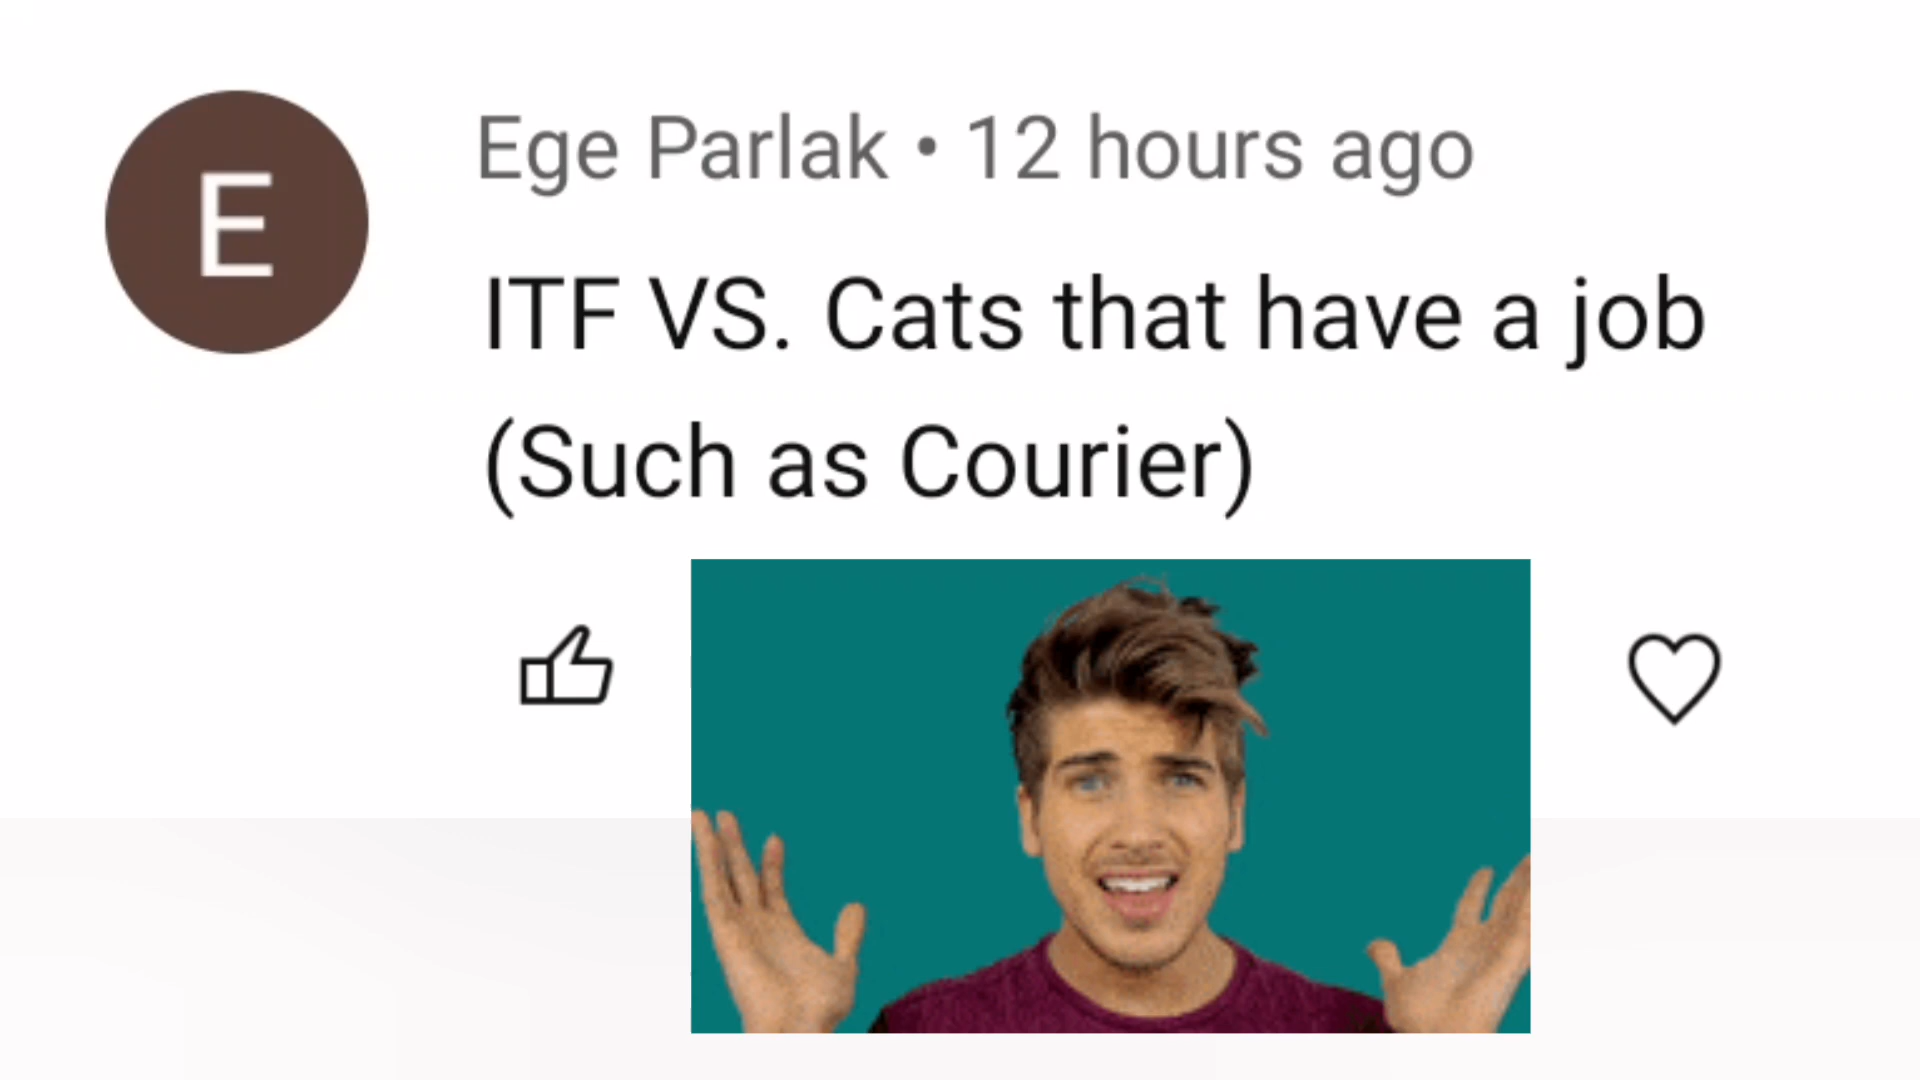 E
Ege Parlak • 12 hours ago
ITF VS. Cats that have a job
(Such as Courier)